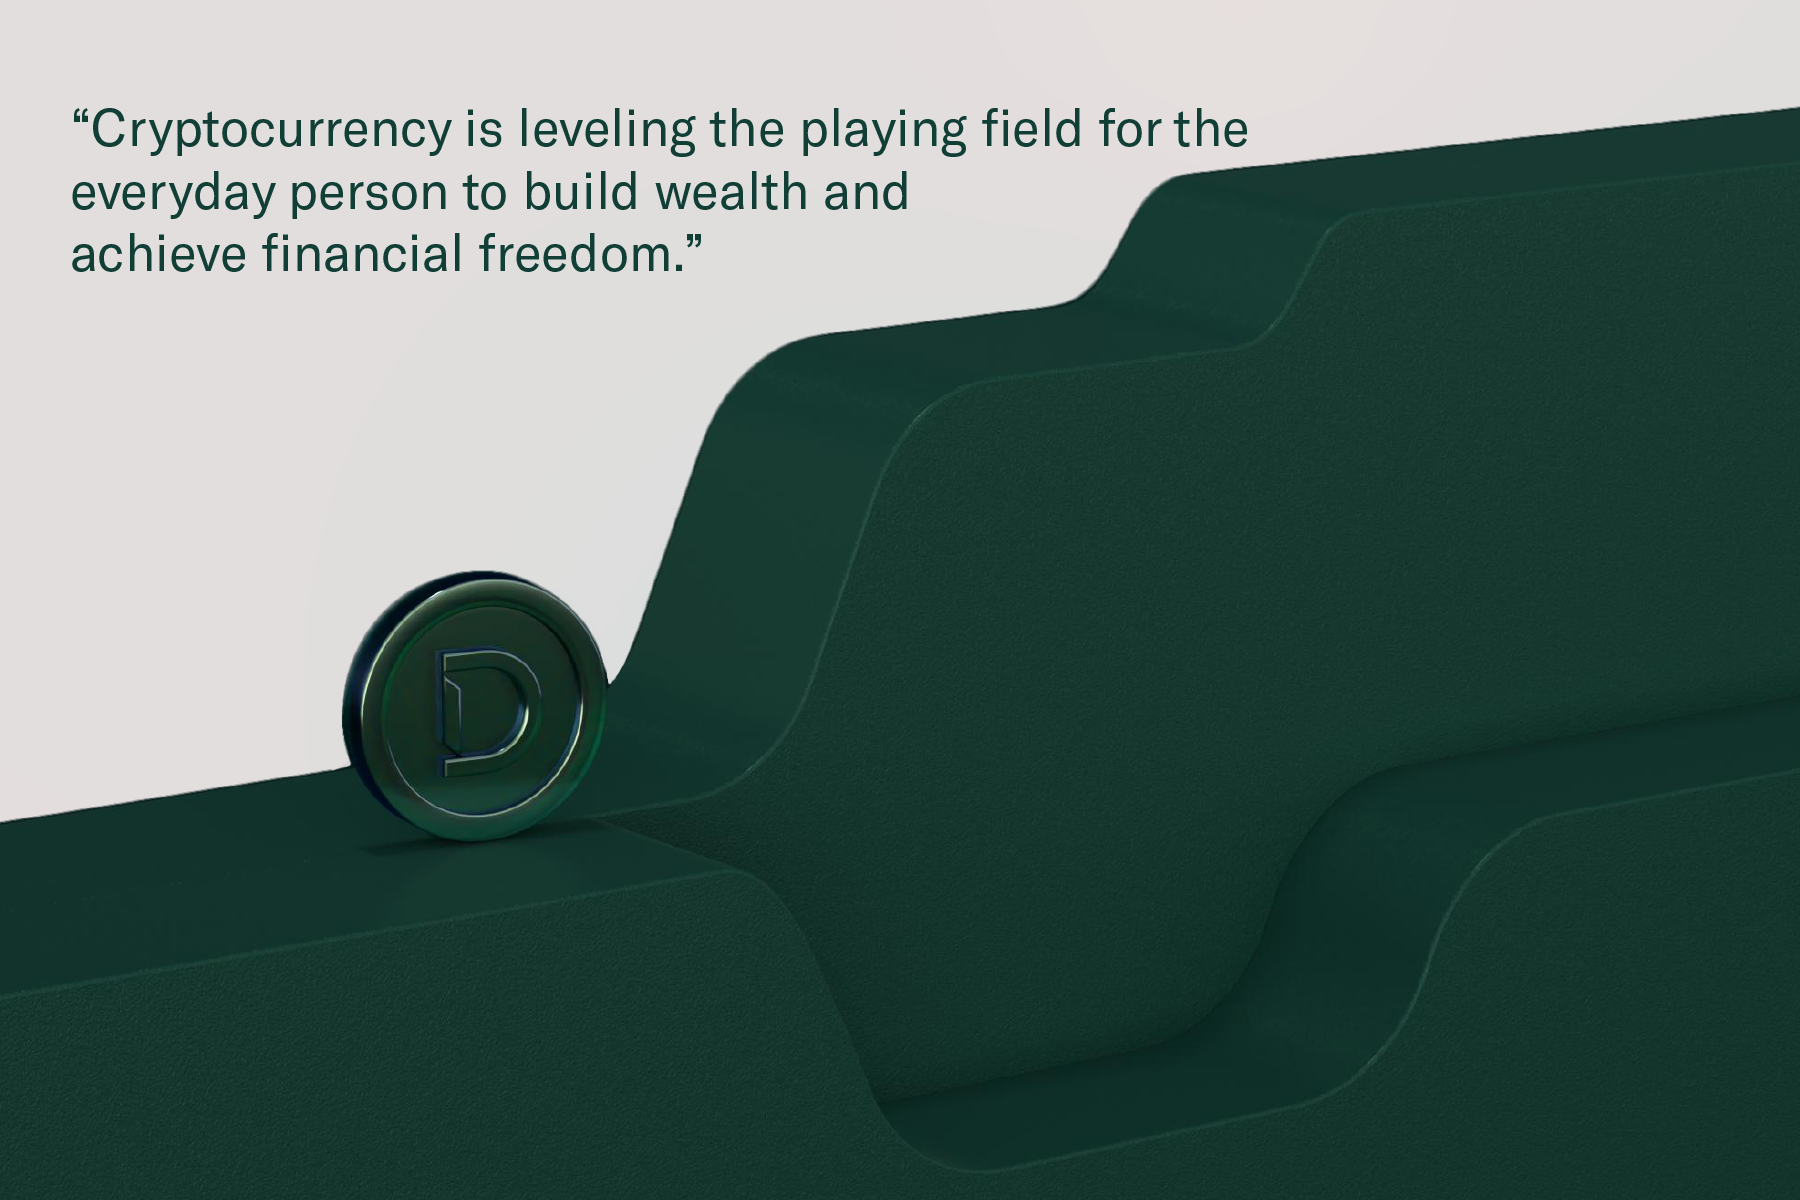 “Cryptocurrency is leveling the playing field for the
everyday person to build wealth and
achieve financial freedom.”
D